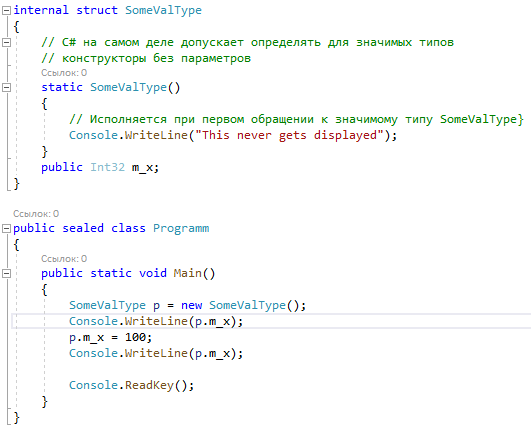 internal struct SomeValType
{
// C# на самом деле допускает определять для значимых типов
// конструкторы без параметров
Ссылок: 0
static SomeValType()
{
// Исполняется при первом обращении к значимому типу SomeValType}
Console.WriteLine("This never gets displayed");
}
public Int32 m_x;
}
Ссылок: 0
public sealed class Programm
{
Ссылок: 0
public static void Main()
{
SomeValType p = new SomeValType();
Console.WriteLine(p.m_x);
p.m_x = 100;
Console.WriteLine(p.m_x);
Console.ReadKey();
}
}